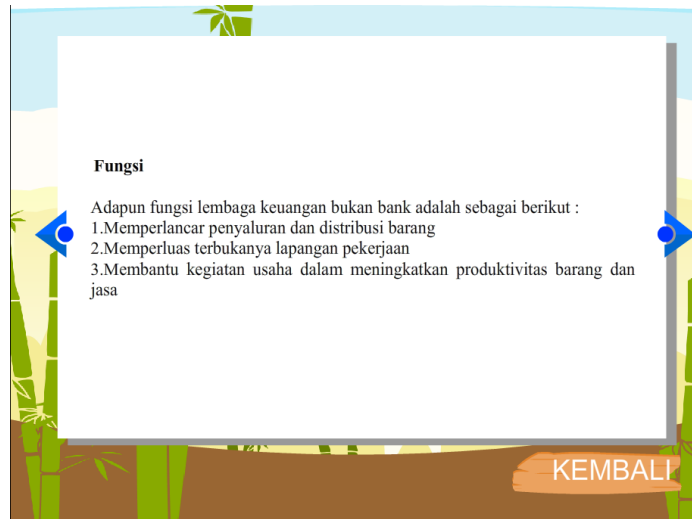 Fungsi
Adapun fungsi lembaga keuangan bukan bank adalah sebagai berikut :
1.Memperlancar penyaluran dan distribusi barang
2.Memperluas terbukanya lapangan pekerjaan
3.Membantu kegiatan usaha dalam meningkatkan produktivitas barang dan
jasa
KEMBALI